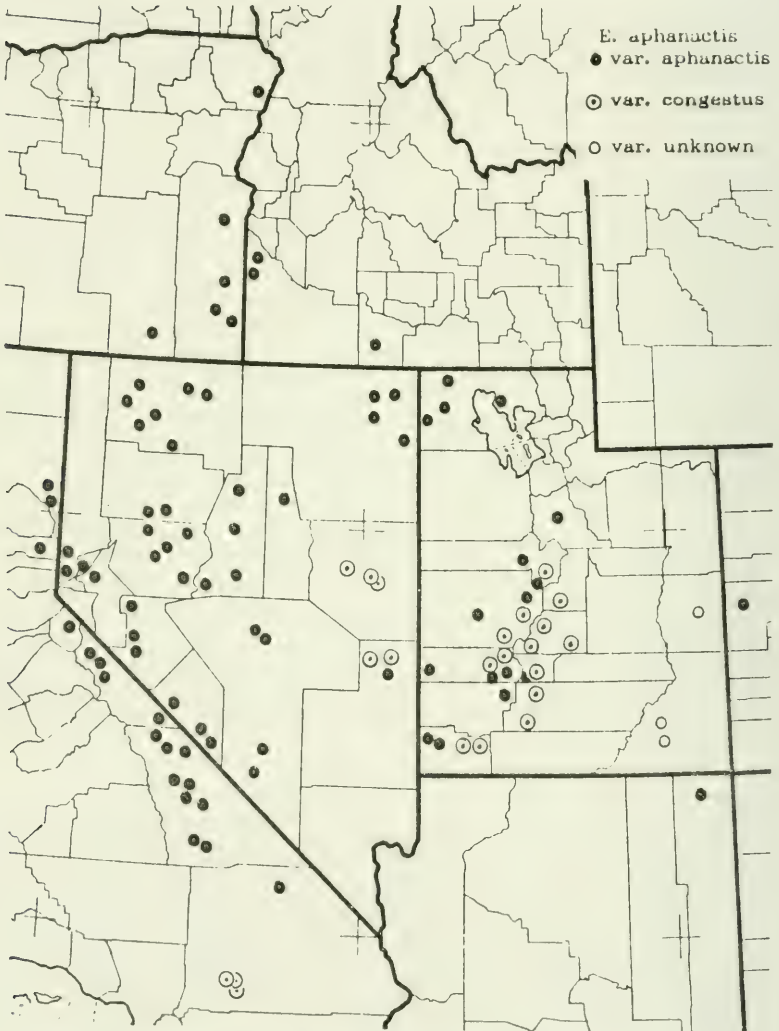 E. aphanactis
var. aphanactis
var. congestus
var. unknown